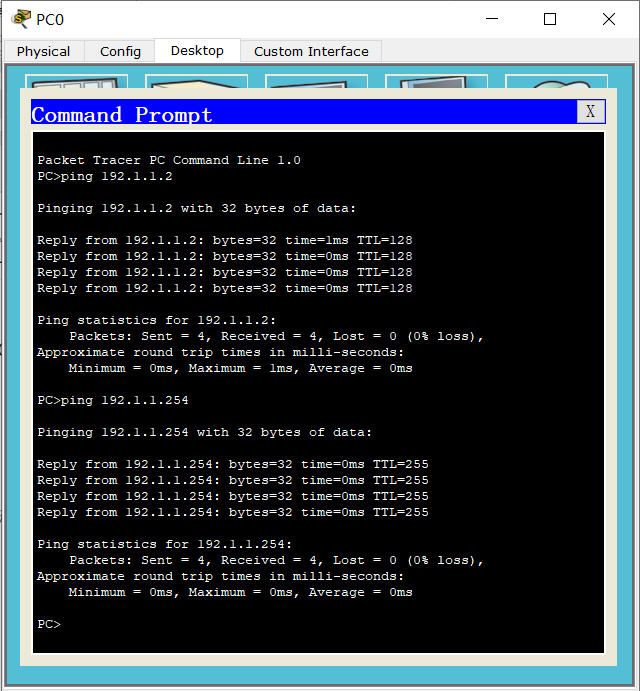 PC0
Physical Config Desktop Custom Interface
Command Prompt X
Packet Tracer PC Command Line 1.0
PC>ping 192.1.1.2
Pinging 192.1.1.2 with 32 bytes of data:
Reply from 192.1.1.2: bytes=32 time=1ms TTL=128
Reply from 192.1.1.2: bytes=32 time=0ms TTL=128
Reply from 192.1.1.2: bytes=32 time=0ms TTL=128
Reply from 192.1.1.2: bytes=32 time=0ms TTL=128
Ping statistics for 192.1.1.2:
Packets: Sent = 4, Received = 4, Lost = 0 (0% loss),
Approximate round trip times in milli-seconds:
Minimum = 0ms, Maximum = 1ms, Average = 0ms
PC>ping 192.1.1.254
Pinging 192.1.1.254 with 32 bytes of data:
Reply from 192.1.1.254: bytes=32 time=0ms TTL=255
Reply from 192.1.1.254: bytes=32 time=0ms TTL=255
Reply from 192.1.1.254: bytes=32 time=0ms TTL=255
Reply from 192.1.1.254: bytes=32 time=0ms TTL=255
Ping statistics for 192.1.1.254:
Packets: Sent = 4, Received = 4, Lost = 0 (0% loss),
Approximate round trip times in milli-seconds:
Minimum = 0ms, Maximum = 0ms, Average = 0ms
PC>